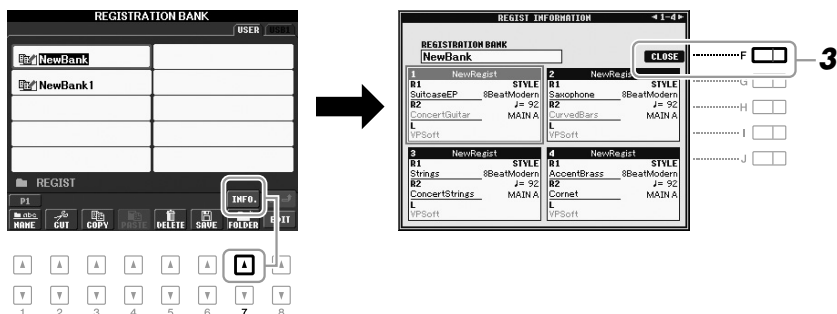 REGISTRATION BANK
USER USB1
NewBank
NewBank1
REGIST
P1 INFO.
NAME CUT COPY PASTE DELETE SAVE FOLDER EDIT
1 2 3 4 5 6 7 8
REGIST INFORMATION 1-4
REGISTRATION BANK
NewBank CLOSE
F
G
H
I
J
3
1 NewRegist
R1 STYLE
SuitcaseEP 8BeatModern
R2 ♩= 92
ConcertGuitar MAIN A
L
VPSoft
2 NewRegist
R1 STYLE
Saxophone 8BeatModern
R2 ♩= 92
CurvedBars MAIN A
L
VPSoft
3 NewRegist
R1 STYLE
Strings 8BeatModern
R2 ♩= 92
ConcertStrings MAIN A
L
VPSoft
4 NewRegist
R1 STYLE
AccentBrass 8BeatModern
R2 ♩= 92
Cornet MAIN A
L
VPSoft